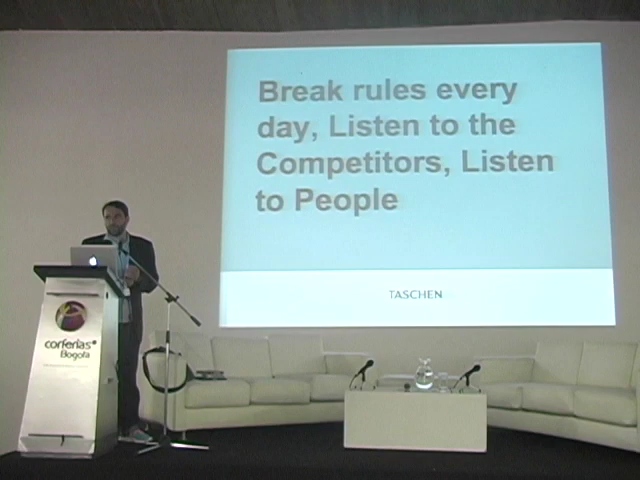 Break rules every
day, Listen to the
Competitors, Listen
to People
TASCHEN
corferias
Bogota